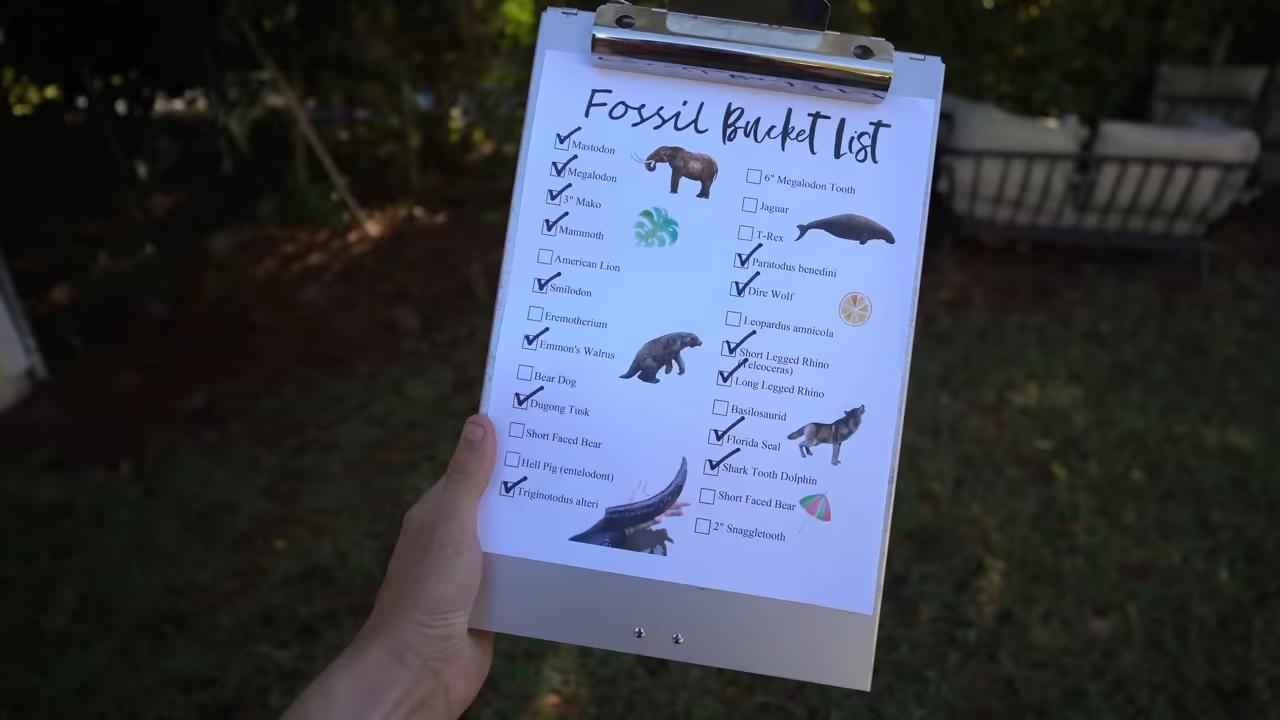 Fossil Bucket List
Mastodon
Megalodon
3" Mako
Mammoth
American Lion
Smilodon
Eremotherium
Emmon's Walrus
Bear Dog
Dugong Tusk
Short Faced Bear
Hell Pig (entelodont)
Triginotodus alteri
6" Megalodon Tooth
Jaguar
T-Rex
Paratodus benedini
Dire Wolf
Leopardus amnicola
Short Legged Rhino
(Teleoceras)
Long Legged Rhino
Basilosaurid
Florida Seal
Shark Tooth Dolphin
Short Faced Bear
2" Snaggletooth